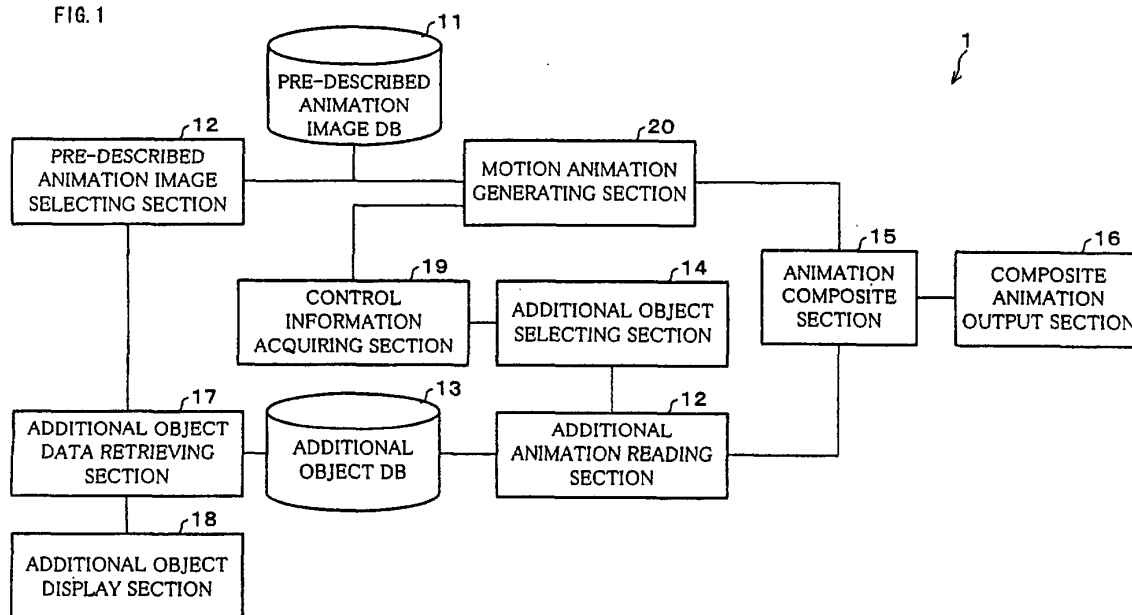 FIG. 1
1
11
PRE-DESCRIBED
ANIMATION
IMAGE DB
12
PRE-DESCRIBED
ANIMATION IMAGE
SELECTING SECTION
20
MOTION ANIMATION
GENERATING SECTION
19
CONTROL
INFORMATION
ACQUIRING SECTION
14
ADDITIONAL OBJECT
SELECTING SECTION
15
ANIMATION
COMPOSITE
SECTION
16
COMPOSITE
ANIMATION
OUTPUT SECTION
17
ADDITIONAL OBJECT
DATA RETRIEVING
SECTION
13
ADDITIONAL
OBJECT DB
12
ADDITIONAL
ANIMATION READING
SECTION
18
ADDITIONAL OBJECT
DISPLAY SECTION